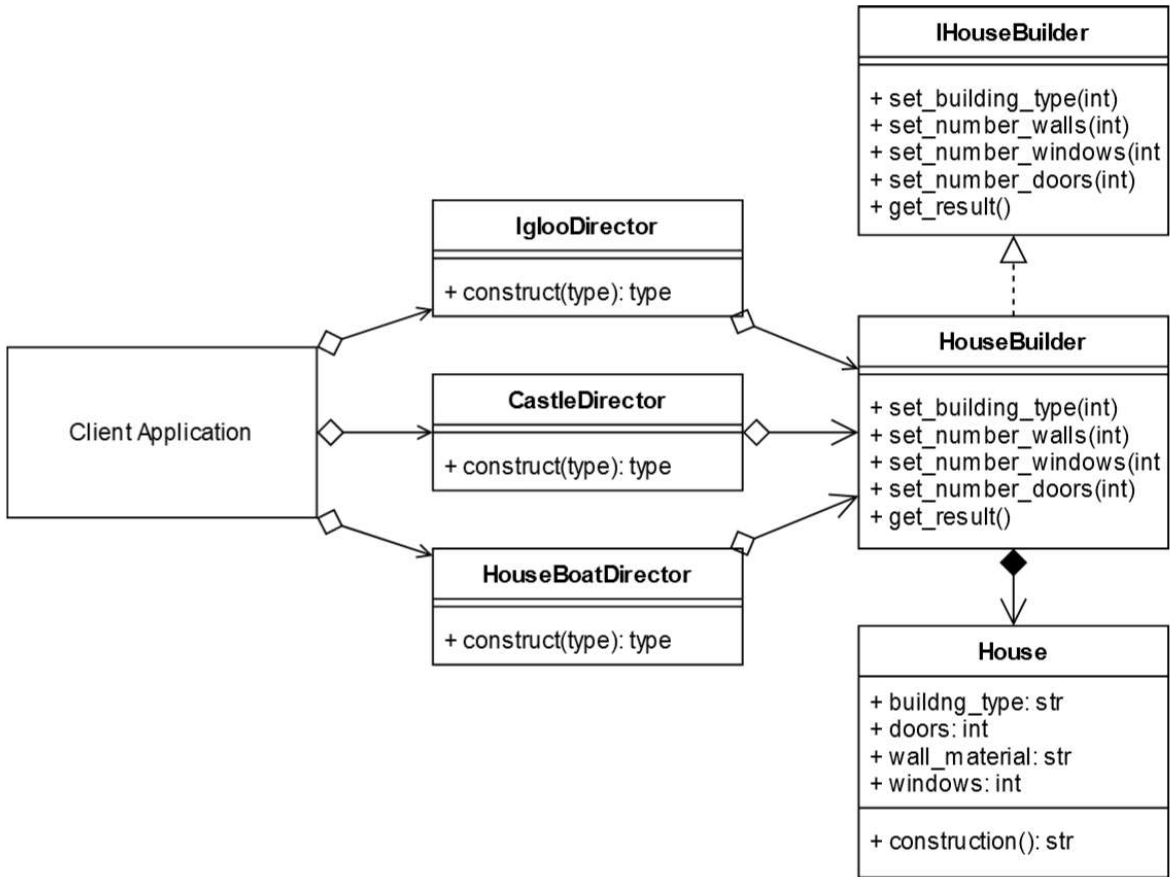 IHouseBuilder
+ set_building_type(int)
+ set_number_walls(int)
+ set_number_windows(int
+ set_number_doors(int)
+ get_result()
IglooDirector
+ construct(type): type
Client Application
CastleDirector
+ construct(type): type
HouseBoatDirector
+ construct(type): type
HouseBuilder
+ set_building_type(int)
+ set_number_walls(int)
+ set_number_windows(int
+ set_number_doors(int)
+ get_result()
House
+ buildng_type: str
+ doors: int
+ wall_material: str
+ windows: int
+ construction(): str